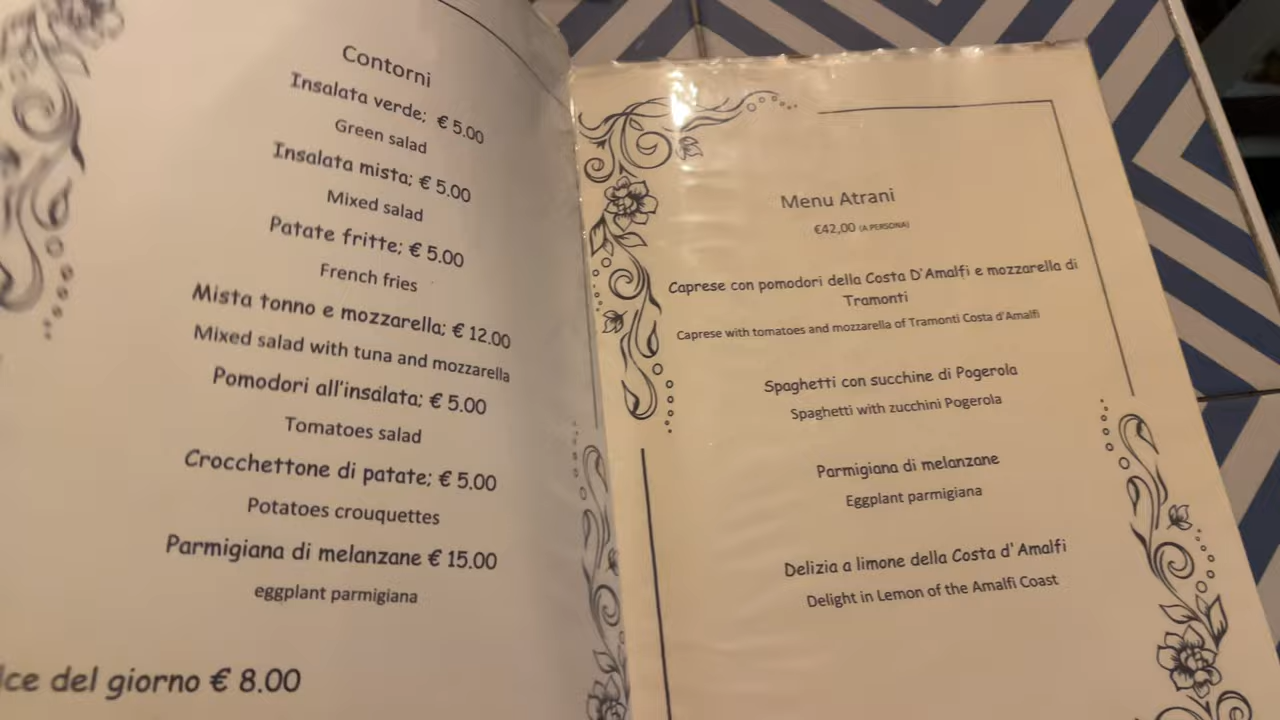 Contorni
Insalata verde; € 5.00
Green salad
Insalata mista; € 5.00
Mixed salad
Patate fritte; € 5.00
French fries
Mista tonno e mozzarella; € 12.00
Mixed salad with tuna and mozzarella
Pomodori all'insalata; € 5.00
Tomatoes salad
Crocchettone di patate; € 5.00
Potatoes crouquettes
Parmigiana di melanzane € 15.00
eggplant parmigiana
del giorno € 8.00
Menu Atrani
€42,00 (A PERSONA)
Caprese con pomodori della Costa D'Amalfi e mozzarella di
Tramonti
Caprese with tomatoes and mozzarella of Tramonti Costa d'Amalfi
Spaghetti con succhine di Pogerola
Spaghetti with zucchini Pogerola
Parmigiana di melanzane
Eggplant parmigiana
Delizia a limone della Costa d' Amalfi
Delight in Lemon of the Amalfi Coast